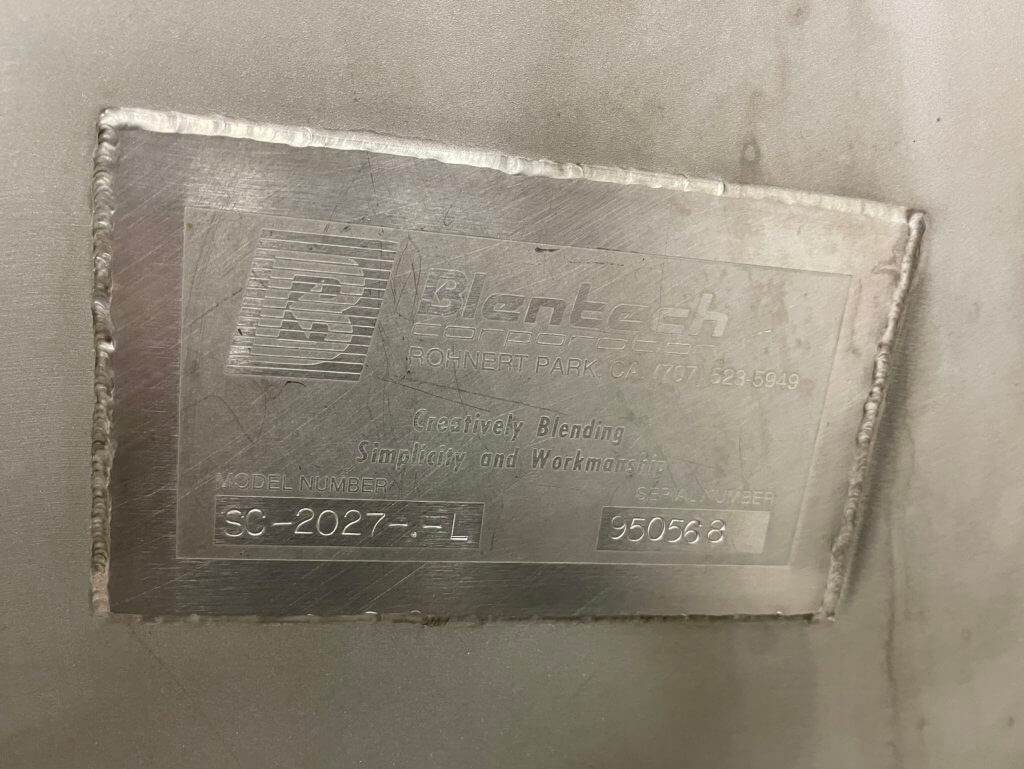 B
Blentech
corporation
ROHNERT PARK, CA (707) 523-5949
Creatively Blending
Simplicity and Workmanship
MODEL NUMBER
SERIAL NUMBER
SC-2027-.-L
950568